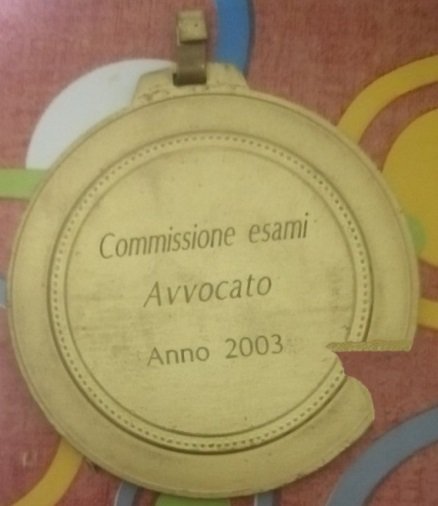 Commissione esami
Avvocato
Anno 2003